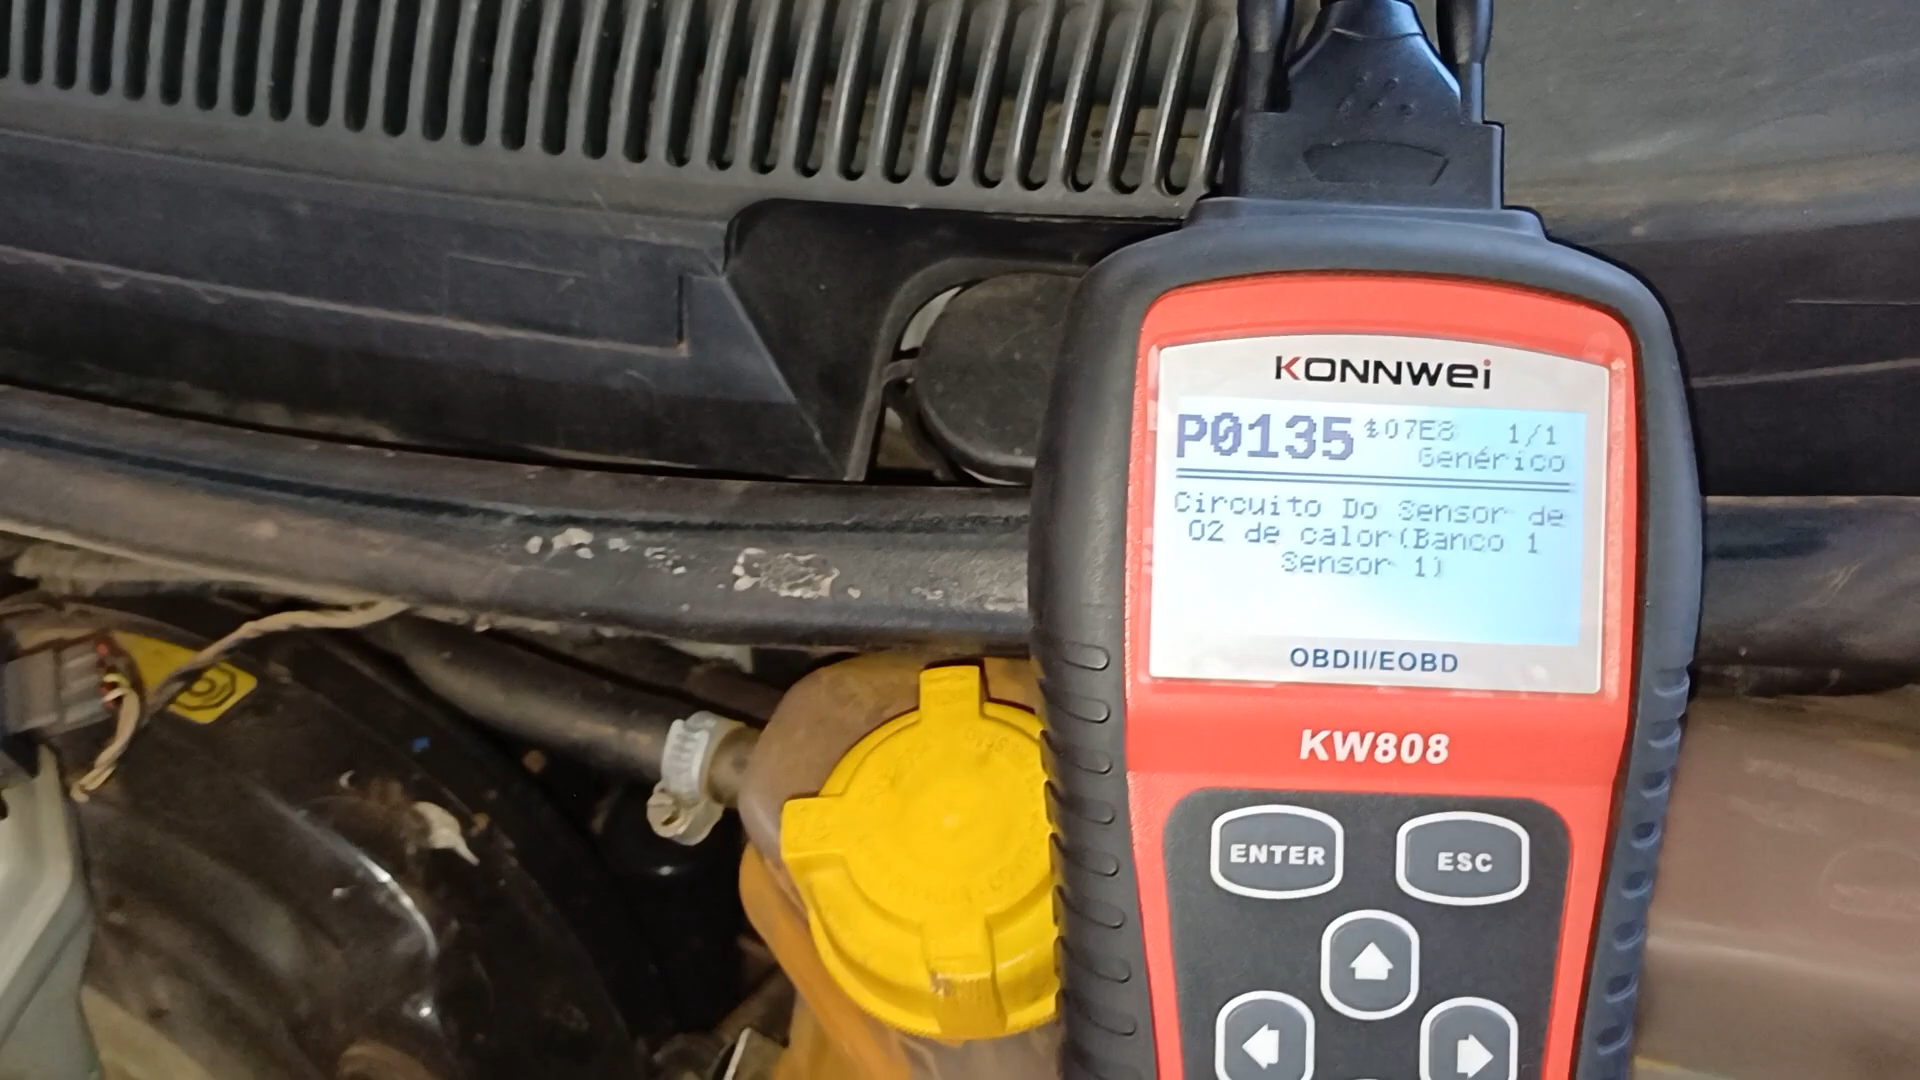 KONNWEI
P0135 $07E8 1/1
Genérico
Circuito Do Sensor de
O2 de calor(Banco 1
Sensor 1)
OBDII/EOBD
KW808
ENTER ESC